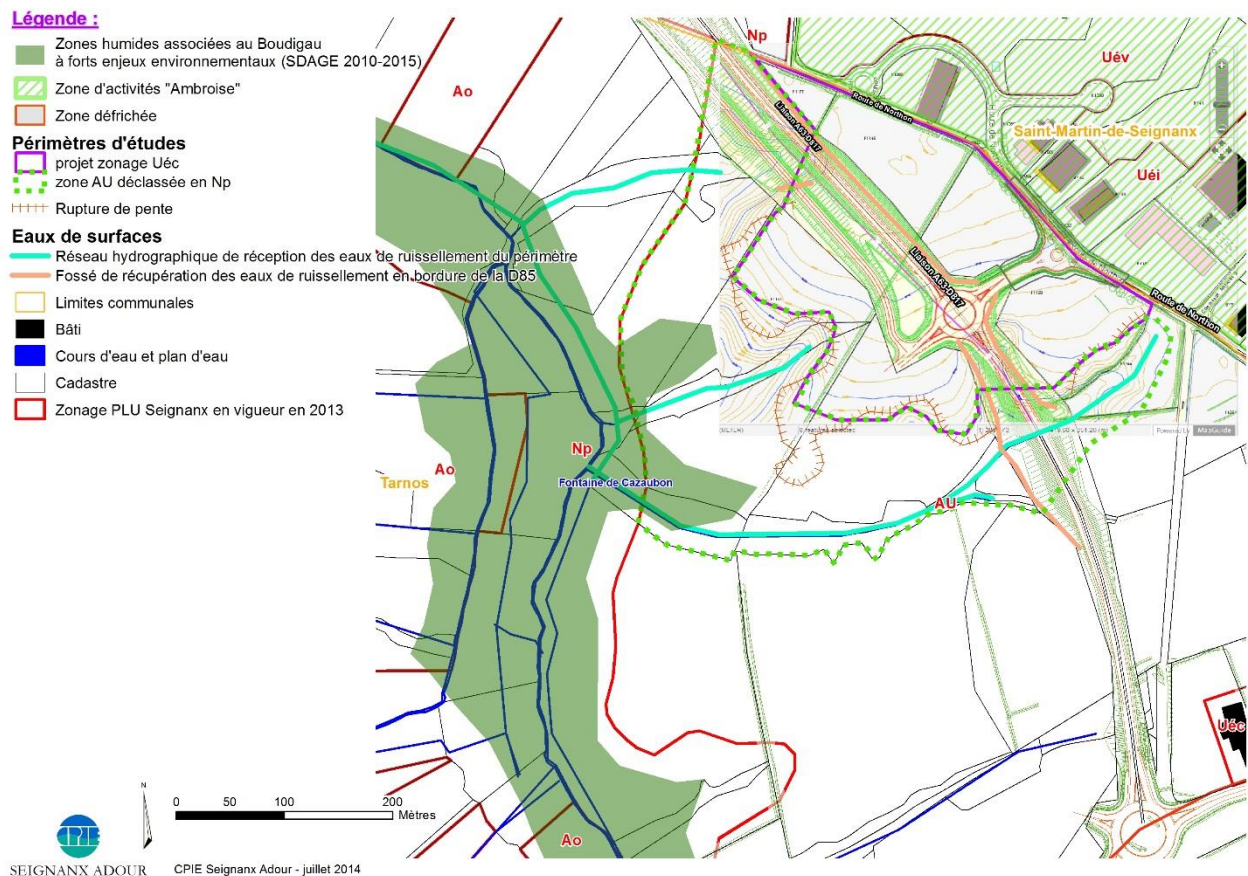 Légende :
Zones humides associées au Boudigau
à forts enjeux environnementaux (SDAGE 2010-2015)
Zone d'activités "Ambroise"
Zone défrichée
Périmètres d'études
projet zonage Uéc
zone AU déclassée en Np
Rupture de pente
Eaux de surfaces
Réseau hydrographique de réception des eaux de ruissellement du périmètre
Fossé de récupération des eaux de ruissellement en bordure de la D85
Limites communales
Bâti
Cours d'eau et plan d'eau
Cadastre
Zonage PLU Seignanx en vigueur en 2013
Np
Uév
Ao
Route de Northon
Liaison A63-D817
Saint-Martin-de-Seignanx
Uéi
Liaison A63-D817
Route de Northon
Powered by MapGuide
Np
Ao
Tarnos
Fontaine de Cazaubon
AU
Uéc
Ao
N
0 50 100 200
Mètres
CPIE
SEIGNANX ADOUR
CPIE Seignanx Adour - juillet 2014